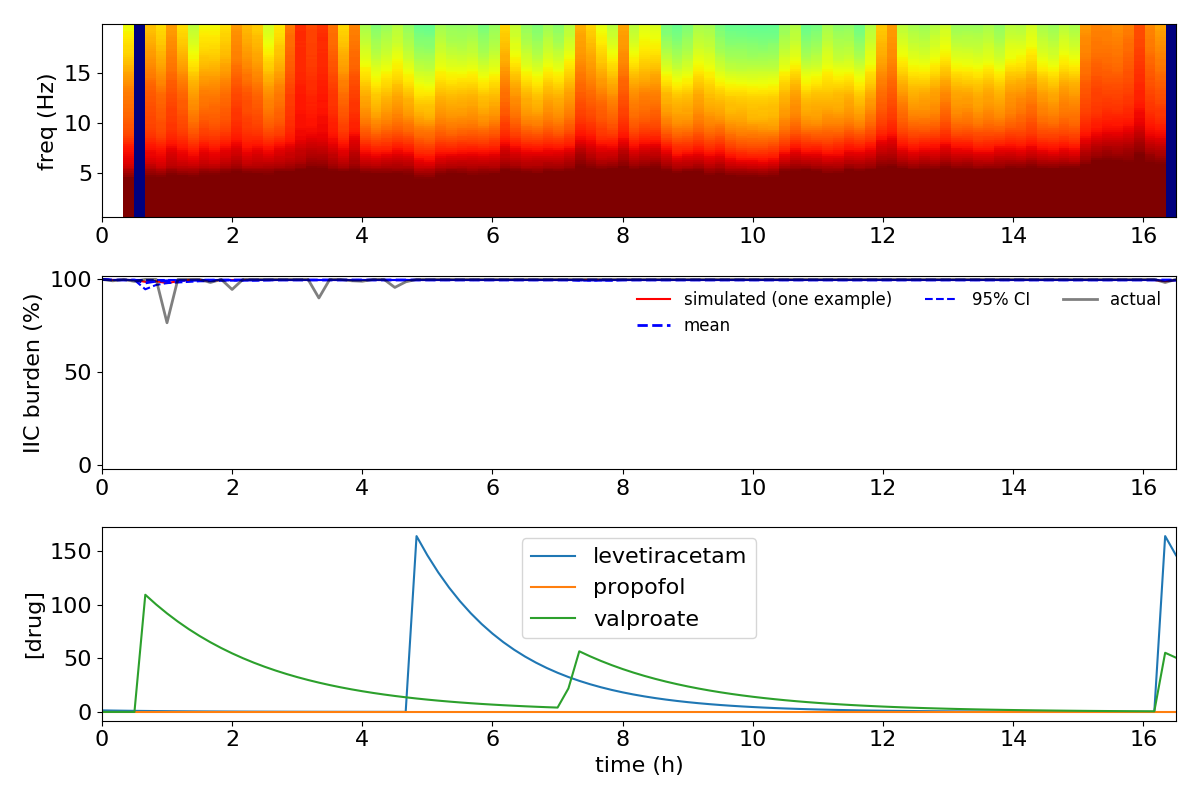 freq (Hz)
15
10
5
0 2 4 6 8 10 12 14 16
IIC burden (%)
100
50
0
simulated (one example) 95% CI actual
mean
0 2 4 6 8 10 12 14 16
[drug]
150
100
50
0
levetiracetam
propofol
valproate
0 2 4 6 8 10 12 14 16
time (h)